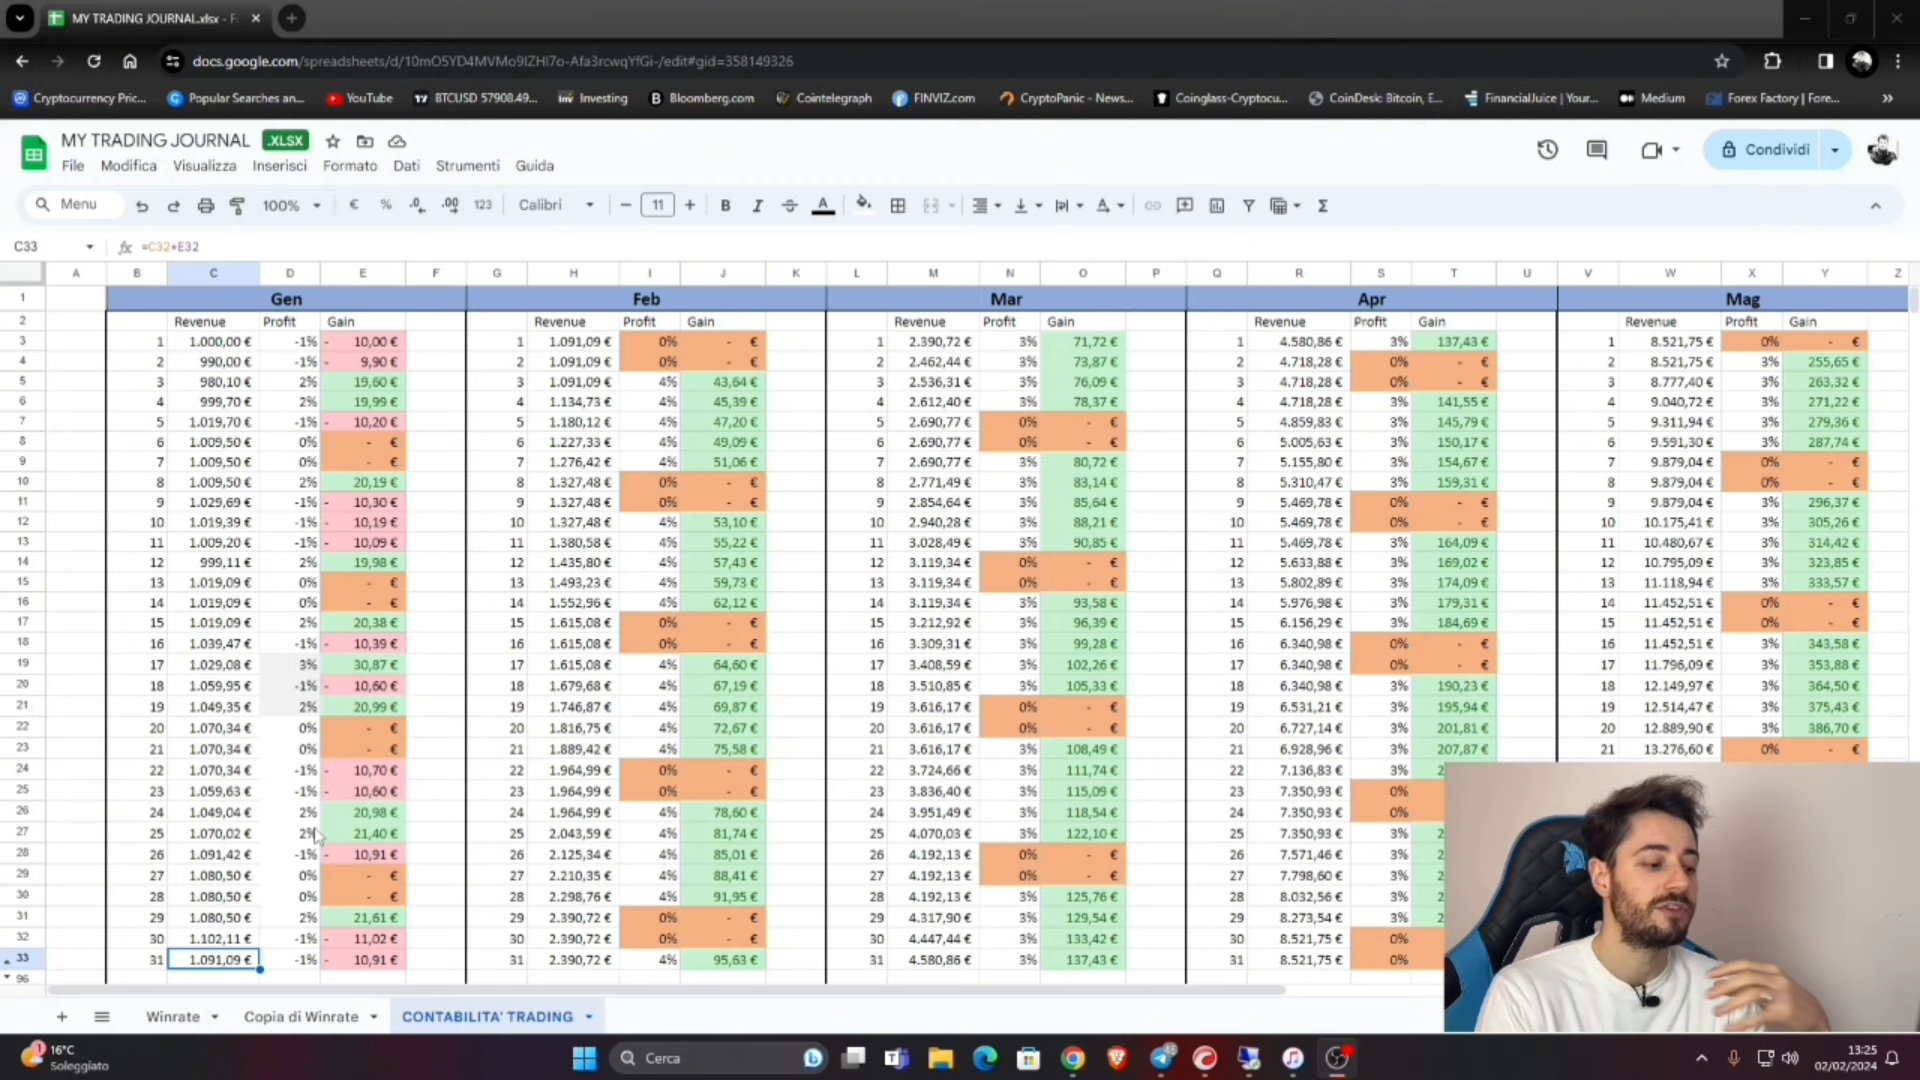 MY TRADING JOURNAL.xlsx - F
docs.google.com/spreadsheets/d/10mO5YD4MVMo9IZHI7o-Afa3rcwqYfGi-/edit#gid=358149326
Cryptocurrency Pric... Popular Searches an... YouTube BTCUSD 57908.49... Investing Bloomberg.com Cointelegraph FINVIZ.com CryptoPanic - News... Coinglass-Cryptocu... CoinDesk: Bitcoin, E... FinancialJuice | Your... Medium Forex Factory | Fore...
MY TRADING JOURNAL .XLSX
Condividi
File Modifica Visualizza Inserisci Formato Dati Strumenti Guida
Menu 100% € % .0 .00 123 Calibri 11 B I A Σ
C33 fx =C32+E32
A B C D E F G H I J K L M N O P Q R S T U V W X Y Z
1 Gen Feb Mar Apr Mag
2 Revenue Profit Gain Revenue Profit Gain Revenue Profit Gain Revenue Profit Gain Revenue Profit Gain
3 1 1.000,00 € -1% - 10,00 € 1 1.091,09 € 0% - € 1 2.390,72 € 3% 71,72 € 1 4.580,86 € 3% 137,43 € 1 8.521,75 € 0% - €
4 2 990,00 € -1% - 9,90 € 2 1.091,09 € 0% - € 2 2.462,44 € 3% 73,87 € 2 4.718,28 € 0% - € 2 8.521,75 € 3% 255,65 €
5 3 980,10 € 2% 19,60 € 3 1.091,09 € 4% 43,64 € 3 2.536,31 € 3% 76,09 € 3 4.718,28 € 0% - € 3 8.777,40 € 3% 263,32 €
6 4 999,70 € 2% 19,99 € 4 1.134,73 € 4% 45,39 € 4 2.612,40 € 3% 78,37 € 4 4.718,28 € 3% 141,55 € 4 9.040,72 € 3% 271,22 €
7 5 1.019,70 € -1% - 10,20 € 5 1.180,12 € 4% 47,20 € 5 2.690,77 € 0% - € 5 4.859,83 € 3% 145,79 € 5 9.311,94 € 3% 279,36 €
8 6 1.009,50 € 0% - € 6 1.227,33 € 4% 49,09 € 6 2.690,77 € 0% - € 6 5.005,63 € 3% 150,17 € 6 9.591,30 € 3% 287,74 €
9 7 1.009,50 € 0% - € 7 1.276,42 € 4% 51,06 € 7 2.690,77 € 3% 80,72 € 7 5.155,80 € 3% 154,67 € 7 9.879,04 € 0% - €
10 8 1.009,50 € 2% 20,19 € 8 1.327,48 € 0% - € 8 2.771,49 € 3% 83,14 € 8 5.310,47 € 3% 159,31 € 8 9.879,04 € 0% - €
11 9 1.029,69 € -1% - 10,30 € 9 1.327,48 € 0% - € 9 2.854,64 € 3% 85,64 € 9 5.469,78 € 0% - € 9 9.879,04 € 3% 296,37 €
12 10 1.019,39 € -1% - 10,19 € 10 1.327,48 € 4% 53,10 € 10 2.940,28 € 3% 88,21 € 10 5.469,78 € 0% - € 10 10.175,41 € 3% 305,26 €
13 11 1.009,20 € -1% - 10,09 € 11 1.380,58 € 4% 55,22 € 11 3.028,49 € 3% 90,85 € 11 5.469,78 € 3% 164,09 € 11 10.480,67 € 3% 314,42 €
14 12 999,11 € 2% 19,98 € 12 1.435,80 € 4% 57,43 € 12 3.119,34 € 0% - € 12 5.633,88 € 3% 169,02 € 12 10.795,09 € 3% 323,85 €
15 13 1.019,09 € 0% - € 13 1.493,23 € 4% 59,73 € 13 3.119,34 € 0% - € 13 5.802,89 € 3% 174,09 € 13 11.118,94 € 3% 333,57 €
16 14 1.019,09 € 0% - € 14 1.552,96 € 4% 62,12 € 14 3.119,34 € 3% 93,58 € 14 5.976,98 € 3% 179,31 € 14 11.452,51 € 0% - €
17 15 1.019,09 € 2% 20,38 € 15 1.615,08 € 0% - € 15 3.212,92 € 3% 96,39 € 15 6.156,29 € 3% 184,69 € 15 11.452,51 € 0% - €
18 16 1.039,47 € -1% - 10,39 € 16 1.615,08 € 0% - € 16 3.309,31 € 3% 99,28 € 16 6.340,98 € 0% - € 16 11.452,51 € 3% 343,58 €
19 17 1.029,08 € 3% 30,87 € 17 1.615,08 € 4% 64,60 € 17 3.408,59 € 3% 102,26 € 17 6.340,98 € 0% - € 17 11.796,09 € 3% 353,88 €
20 18 1.059,95 € -1% - 10,60 € 18 1.679,68 € 4% 67,19 € 18 3.510,85 € 3% 105,33 € 18 6.340,98 € 3% 190,23 € 18 12.149,97 € 3% 364,50 €
21 19 1.049,35 € 2% 20,99 € 19 1.746,87 € 4% 69,87 € 19 3.616,17 € 0% - € 19 6.531,21 € 3% 195,94 € 19 12.514,47 € 3% 375,43 €
22 20 1.070,34 € 0% - € 20 1.816,75 € 4% 72,67 € 20 3.616,17 € 0% - € 20 6.727,14 € 3% 201,81 € 20 12.889,90 € 3% 386,70 €
23 21 1.070,34 € 0% - € 21 1.889,42 € 4% 75,58 € 21 3.616,17 € 3% 108,49 € 21 6.928,96 € 3% 207,87 € 21 13.276,60 € 0% - €
24 22 1.070,34 € -1% - 10,70 € 22 1.964,99 € 0% - € 22 3.724,66 € 3% 111,74 € 22 7.136,83 € 3% 2
25 23 1.059,63 € -1% - 10,60 € 23 1.964,99 € 0% - € 23 3.836,40 € 3% 115,09 € 23 7.350,93 € 0%
26 24 1.049,04 € 2% 20,98 € 24 1.964,99 € 4% 78,60 € 24 3.951,49 € 3% 118,54 € 24 7.350,93 € 0%
27 25 1.070,02 € 2% 21,40 € 25 2.043,59 € 4% 81,74 € 25 4.070,03 € 3% 122,10 € 25 7.350,93 € 3% 2
28 26 1.091,42 € -1% - 10,91 € 26 2.125,34 € 4% 85,01 € 26 4.192,13 € 0% - € 26 7.571,46 € 3% 2
29 27 1.080,50 € 0% - € 27 2.210,35 € 4% 88,41 € 27 4.192,13 € 0% - € 27 7.798,60 € 3% 2
30 28 1.080,50 € 0% - € 28 2.298,76 € 4% 91,95 € 28 4.192,13 € 3% 125,76 € 28 8.032,56 € 3% 2
31 29 1.080,50 € 2% 21,61 € 29 2.390,72 € 0% - € 29 4.317,90 € 3% 129,54 € 29 8.273,54 € 3% 2
32 30 1.102,11 € -1% - 11,02 € 30 2.390,72 € 0% - € 30 4.447,44 € 3% 133,42 € 30 8.521,75 € 0%
33 31 1.091,09 € -1% - 10,91 € 31 2.390,72 € 4% 95,63 € 31 4.580,86 € 3% 137,43 € 31 8.521,75 € 0%
96
Winrate Copia di Winrate CONTABILITA' TRADING
16°C
Soleggiato
Cerca
13:25
02/02/2024